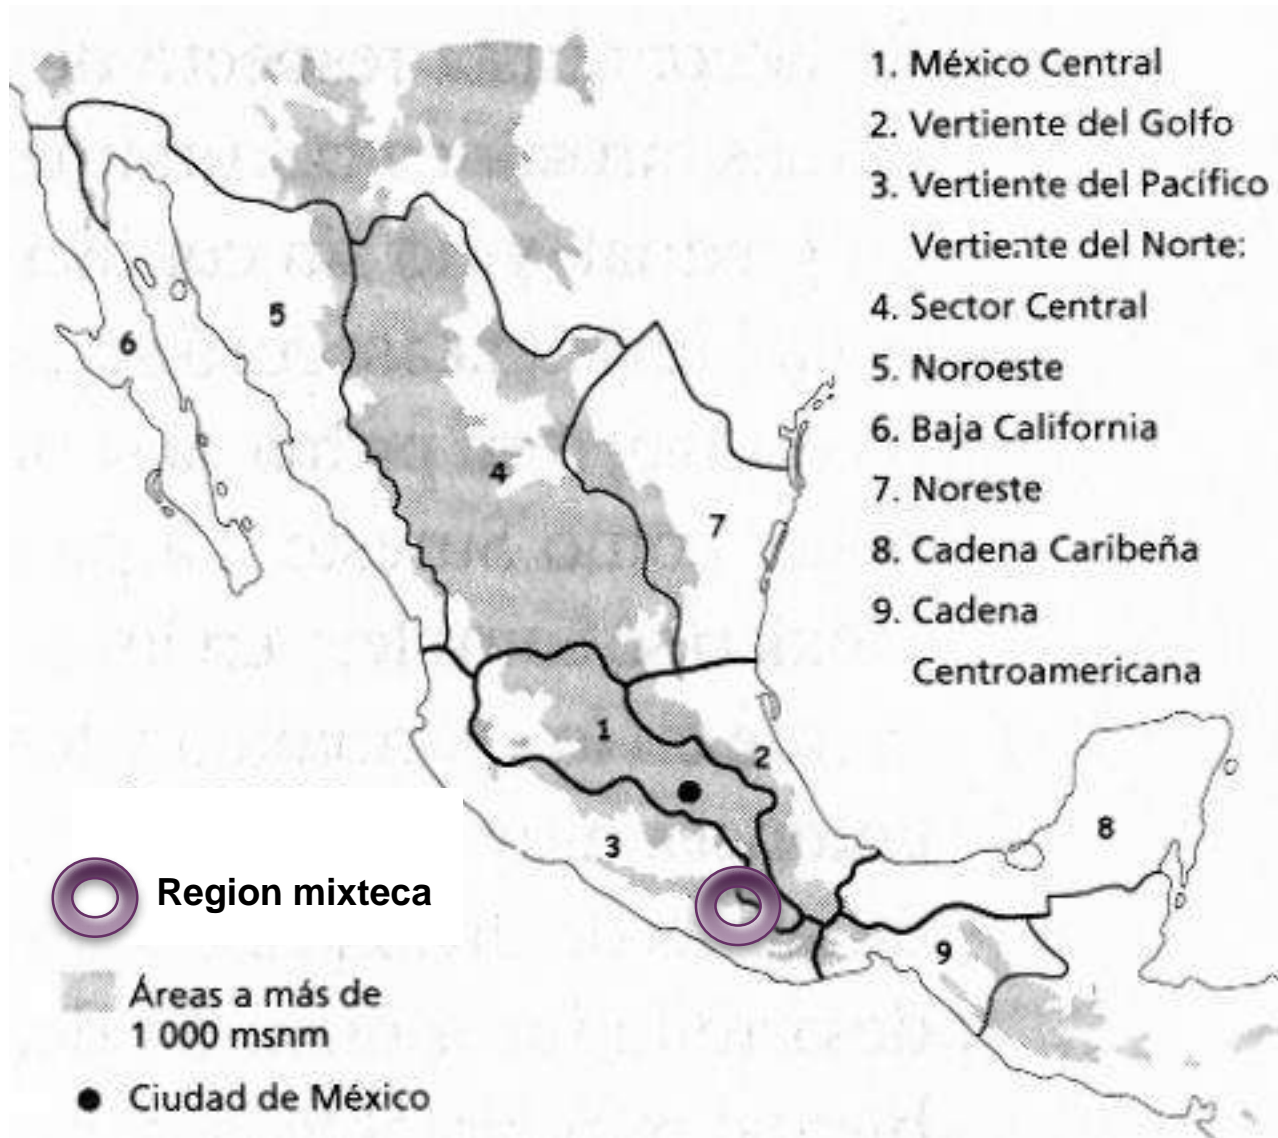 1. México Central
2. Vertiente del Golfo
3. Vertiente del Pacífico
Vertiente del Norte:
4. Sector Central
5. Noroeste
6. Baja California
7. Noreste
8. Cadena Caribeña
9. Cadena
Centroamericana
5
6
4
7
1
2
3
8
9
Region mixteca
Áreas a más de
1 000 msnm
Ciudad de México